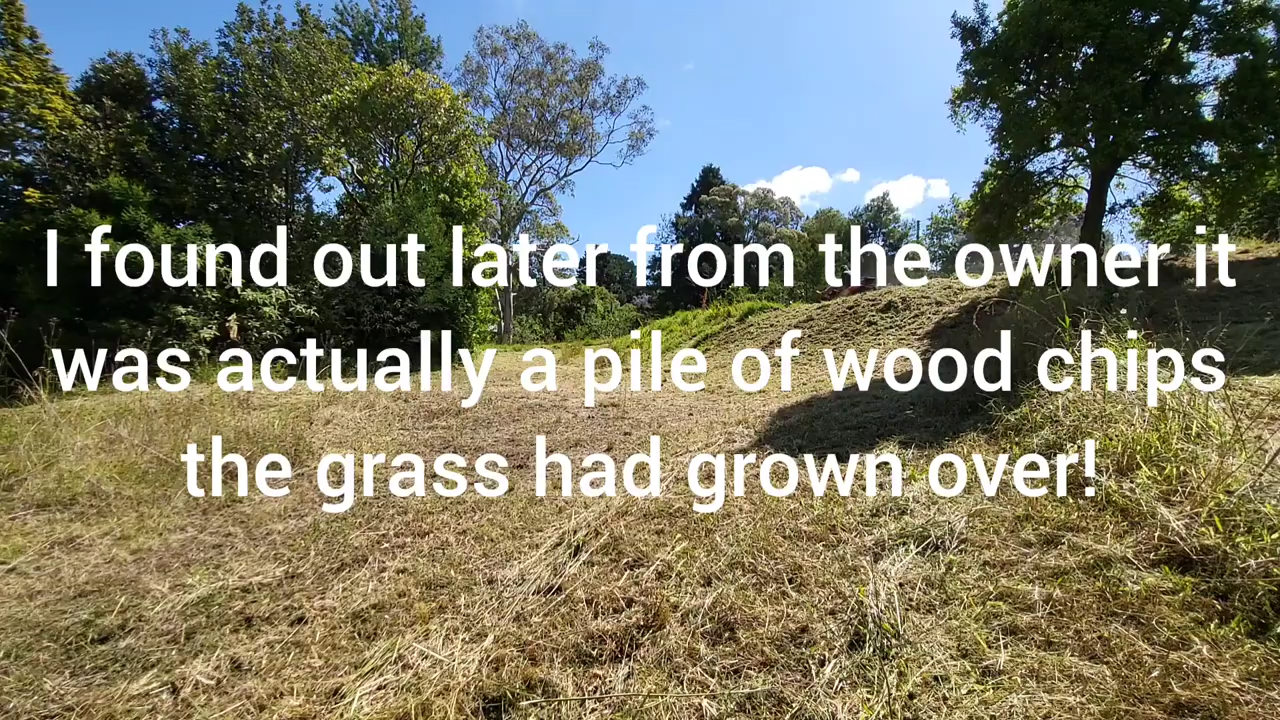 I found out later from the owner it
was actually a pile of wood chips
the grass had grown over!